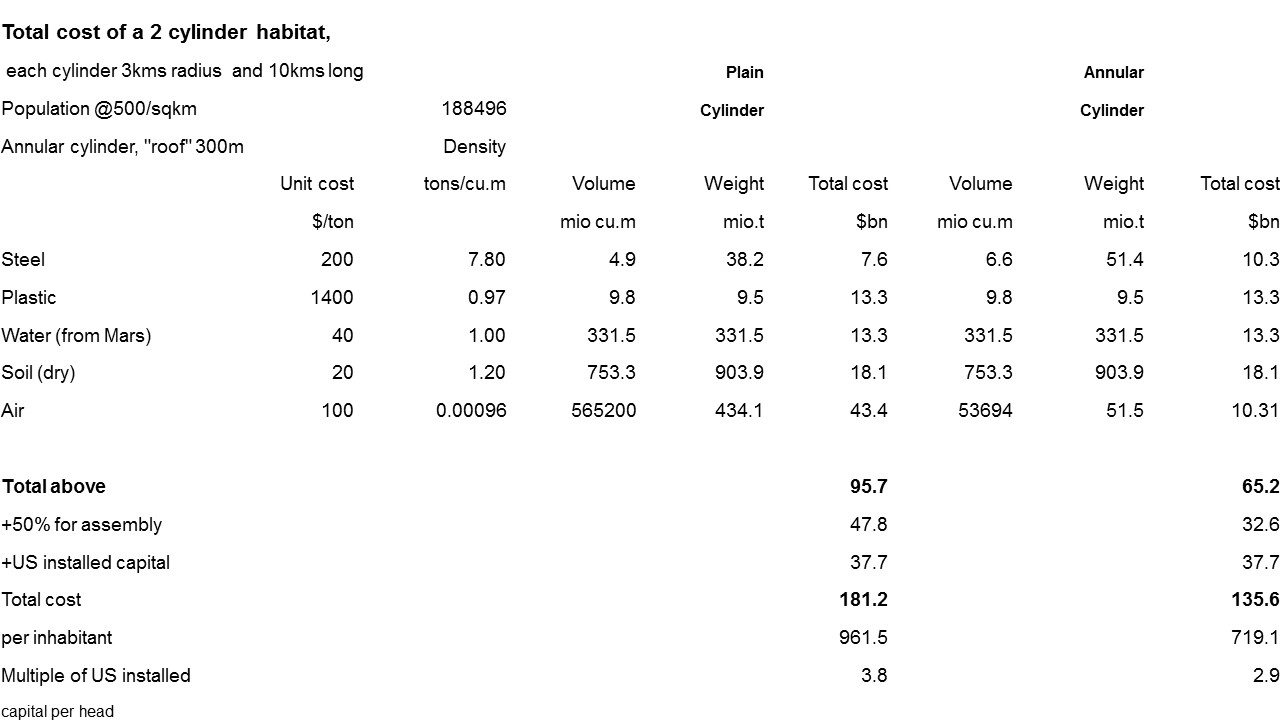 Total cost of a 2 cylinder habitat,
each cylinder 3kms radius and 10kms long Plain Annular
Population @500/sqkm 188496 Cylinder Cylinder
Annular cylinder, "roof" 300m Density
Unit cost tons/cu.m Volume Weight Total cost Volume Weight Total cost
$/ton mio cu.m mio.t $bn mio cu.m mio.t $bn
Steel 200 7.80 4.9 38.2 7.6 6.6 51.4 10.3
Plastic 1400 0.97 9.8 9.5 13.3 9.8 9.5 13.3
Water (from Mars) 40 1.00 331.5 331.5 13.3 331.5 331.5 13.3
Soil (dry) 20 1.20 753.3 903.9 18.1 753.3 903.9 18.1
Air 100 0.00096 565200 434.1 43.4 53694 51.5 10.31
Total above 95.7 65.2
+50% for assembly 47.8 32.6
+US installed capital 37.7 37.7
Total cost 181.2 135.6
per inhabitant 961.5 719.1
Multiple of US installed 3.8 2.9
capital per head